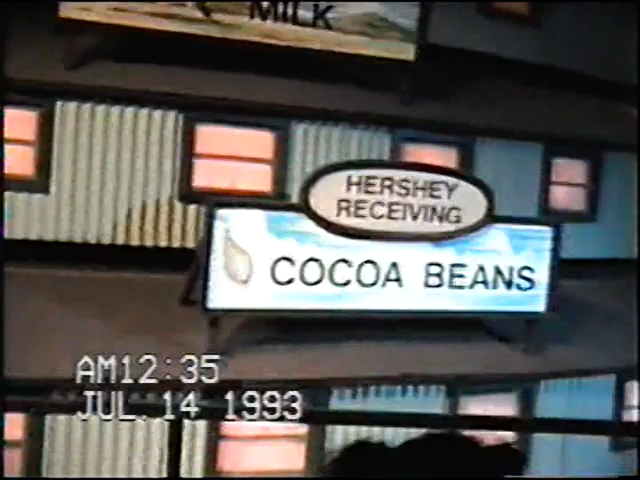 MILK
HERSHEY
RECEIVING
COCOA BEANS
AM12:35
JUL.14 1993